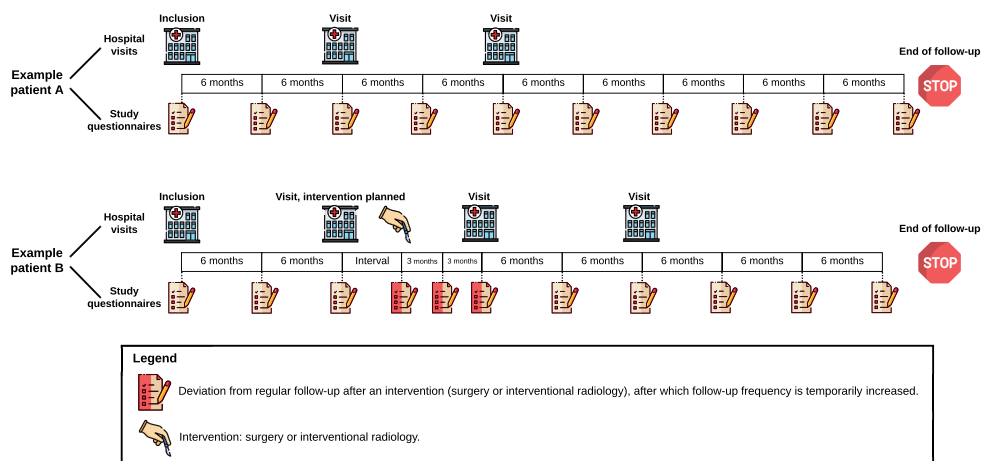 Inclusion Visit Visit
Hospital
visits
End of follow-up
Example
patient A
6 months 6 months 6 months 6 months 6 months 6 months 6 months 6 months 6 months
STOP
Study
questionnaires
Inclusion Visit, intervention planned Visit Visit
Hospital
visits
End of follow-up
Example
patient B
6 months 6 months Interval 3 months 3 months 6 months 6 months 6 months 6 months 6 months
STOP
Study
questionnaires
Legend
Deviation from regular follow-up after an intervention (surgery or interventional radiology), after which follow-up frequency is temporarily increased.
Intervention: surgery or interventional radiology.